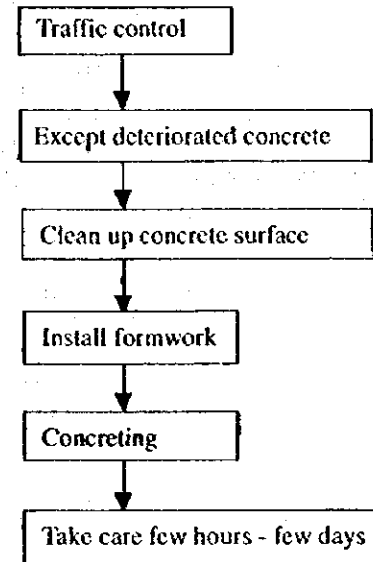 Traffic control
Except deteriorated concrete
Clean up concrete surface
Install formwork
Concreting
Take care few hours - few days